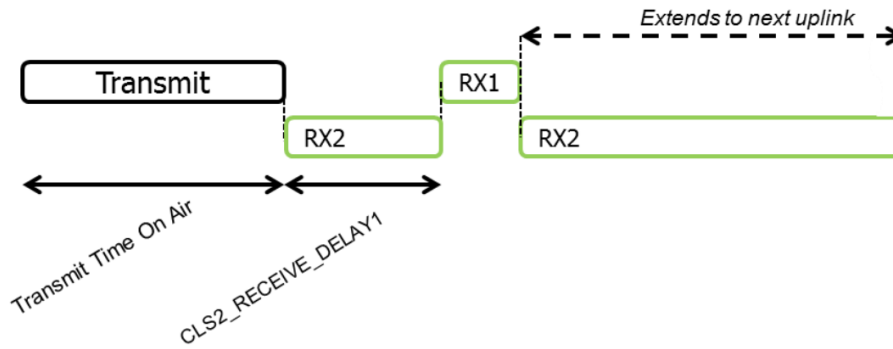 Extends to next uplink
Transmit
RX1
RX2
RX2
Transmit Time On Air
CLS2_RECEIVE_DELAY1